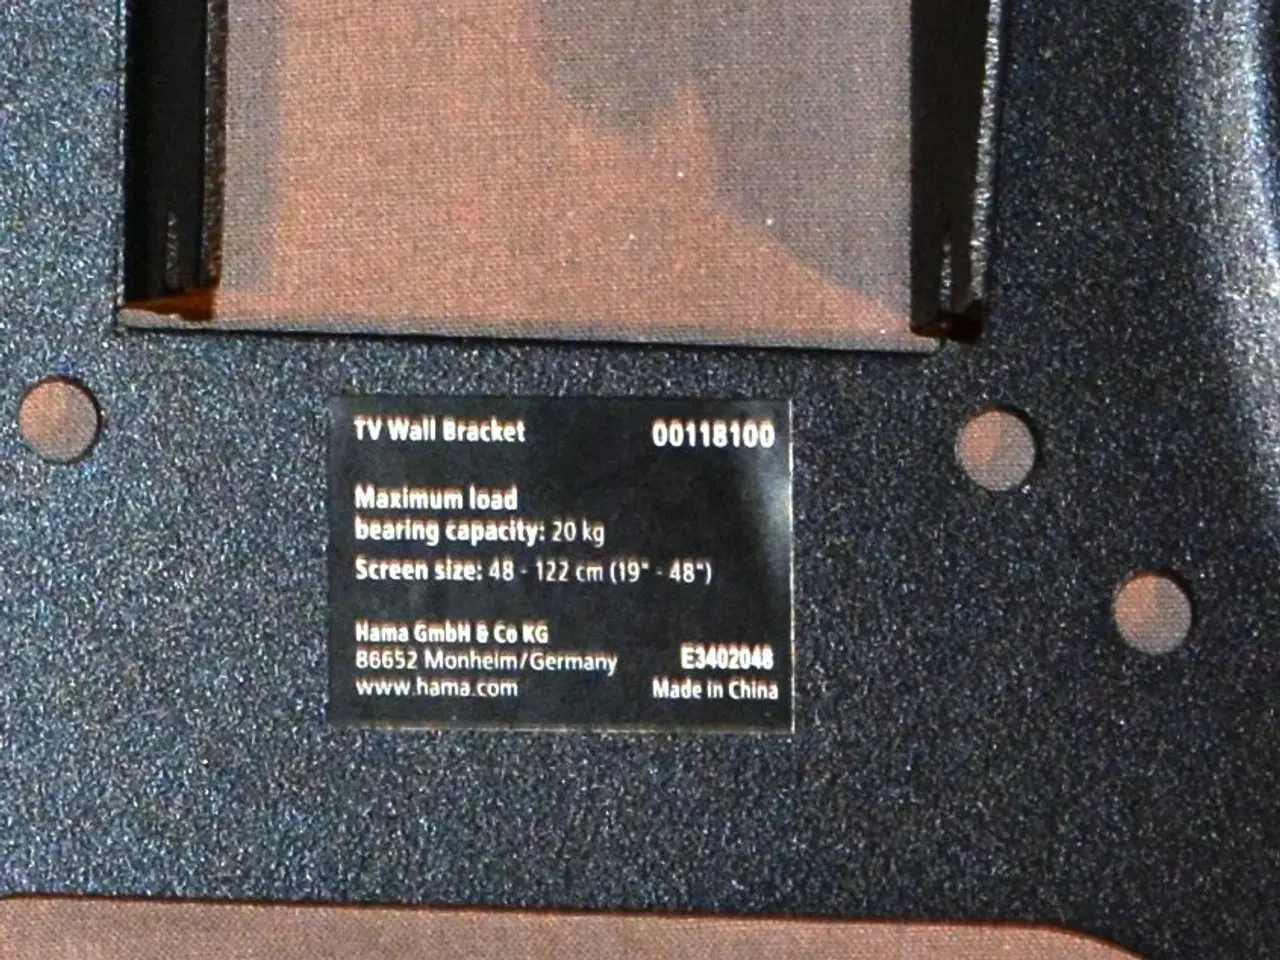 TV Wall Bracket 00118100
Maximum load
bearing capacity: 20 kg
Screen size: 48 - 122 cm (19" - 48")
Hama GmbH & Co KG
86652 Monheim/Germany E3402048
www.hama.com Made in China